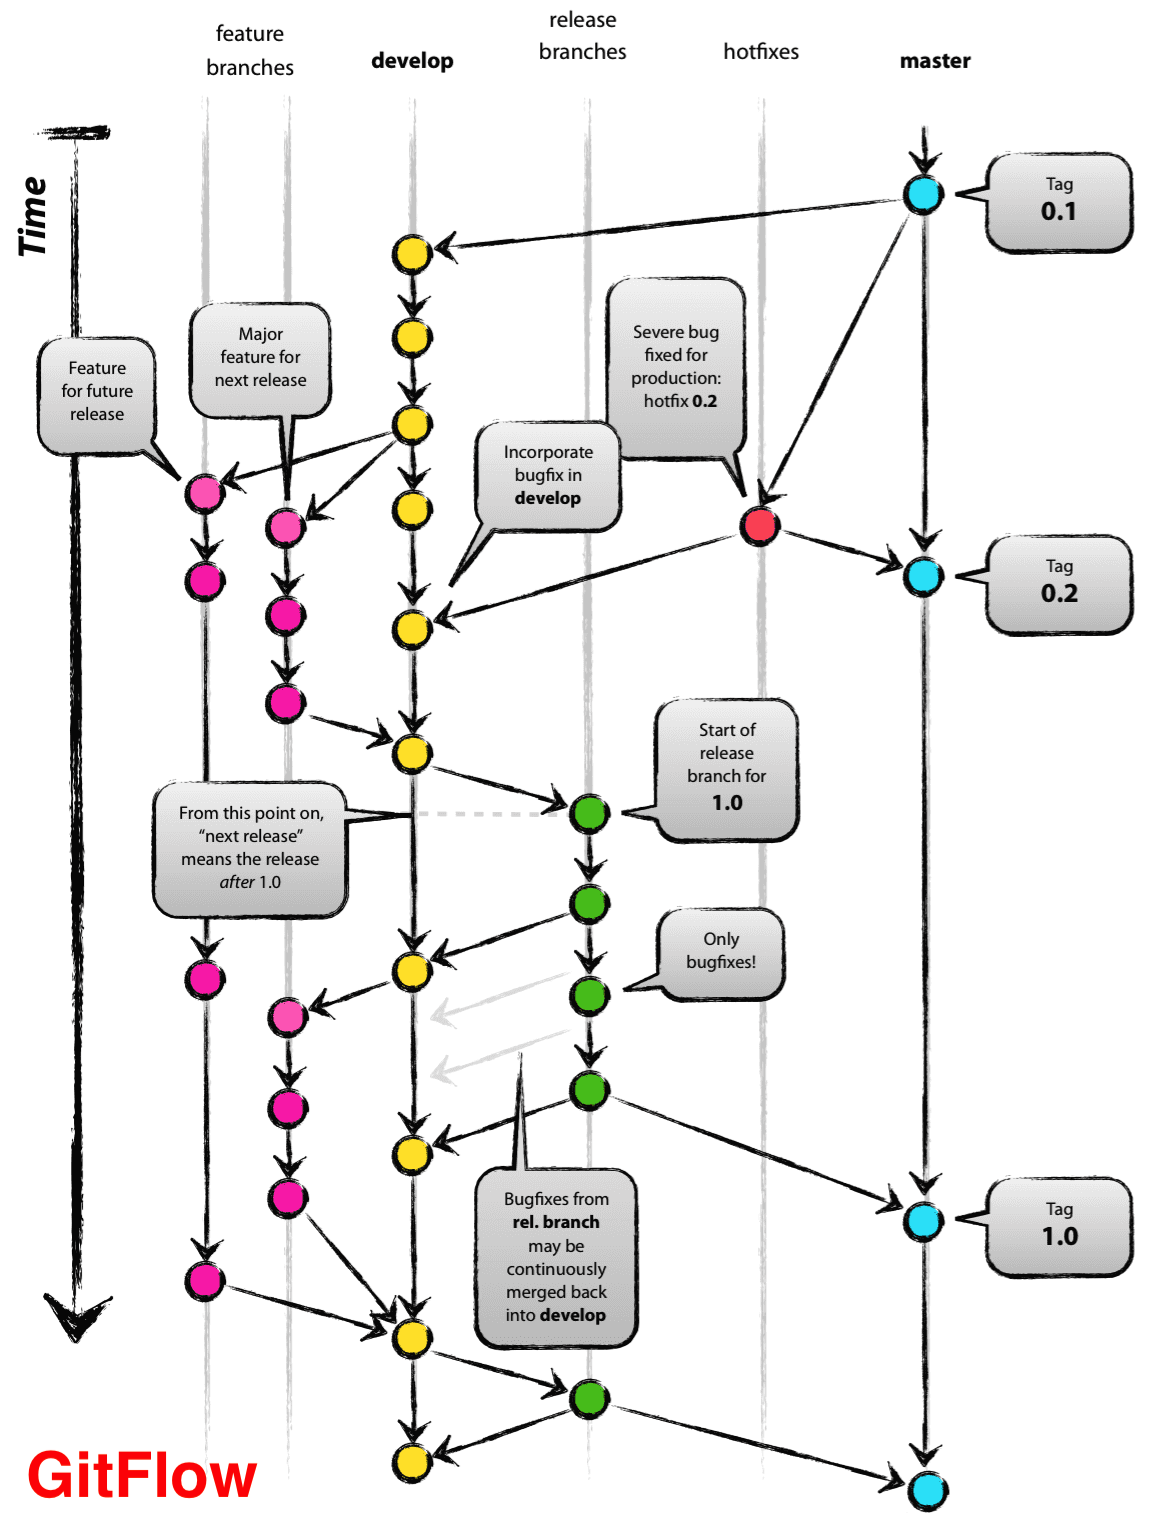 feature
branches
develop
release
branches
hotfixes
master
Time
Tag
0.1
Severe bug
fixed for
production:
hotfix 0.2
Major
feature for
next release
Feature
for future
release
Incorporate
bugfix in
develop
Tag
0.2
Start of
release
branch for
1.0
From this point on,
“next release”
means the release
after 1.0
Only
bugfixes!
Bugfixes from
rel. branch
may be
continuously
merged back
into develop
Tag
1.0
GitFlow